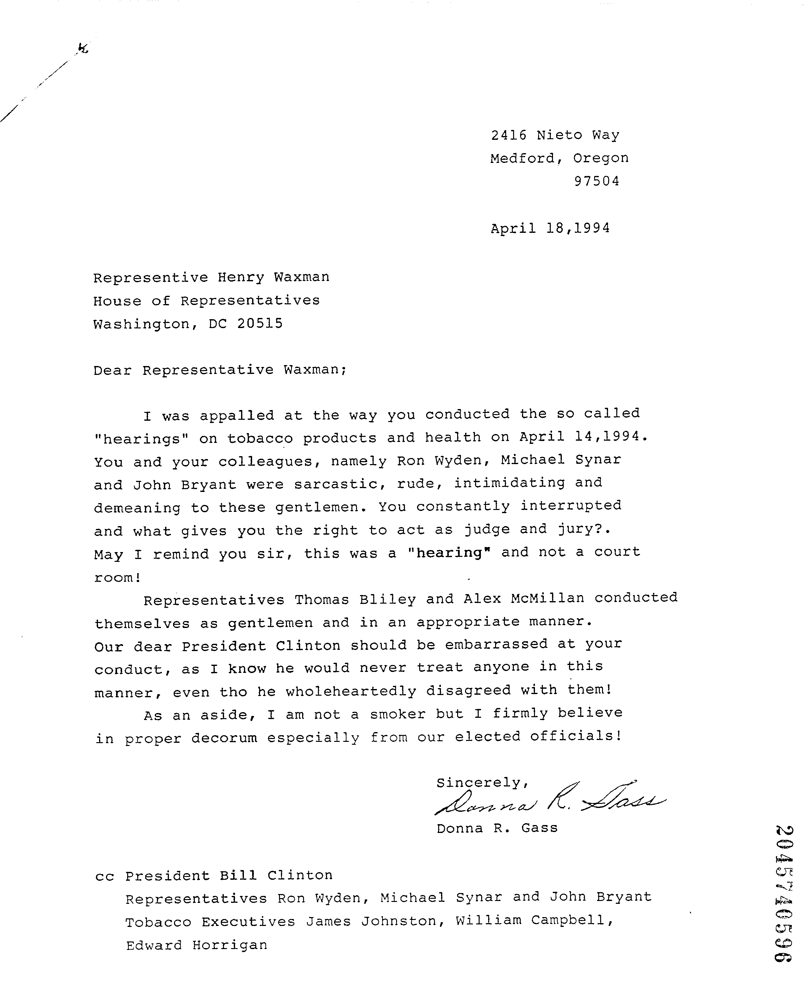 2416 Nieto Way
Medford, Oregon
97504
April 18,1994
Representive Henry Waxman
House of Representatives
Washington, DC 20515
Dear Representative Waxman;
I was appalled at the way you conducted the so called
"hearings" on tobacco products and health on April 14,1994.
You and your colleagues, namely Ron Wyden, Michael Synar
and John Bryant were sarcastic, rude, intimidating and
demeaning to these gentlemen. You constantly interrupted
and what gives you the right to act as judge and jury?.
May I remind you sir, this was a "hearing" and not a court
room!
Representatives Thomas Bliley and Alex McMillan conducted
themselves as gentlemen and in an appropriate manner.
Our dear President Clinton should be embarrassed at your
conduct, as I know he would never treat anyone in this
manner, even tho he wholeheartedly disagreed with them!
As an aside, I am not a smoker but I firmly believe
in proper decorum especially from our elected officials!
Sincerely,
Donna R. Gass
Donna R. Gass
cc President Bill Clinton
Representatives Ron Wyden, Michael Synar and John Bryant
Tobacco Executives James Johnston, William Campbell,
Edward Horrigan
2045740596